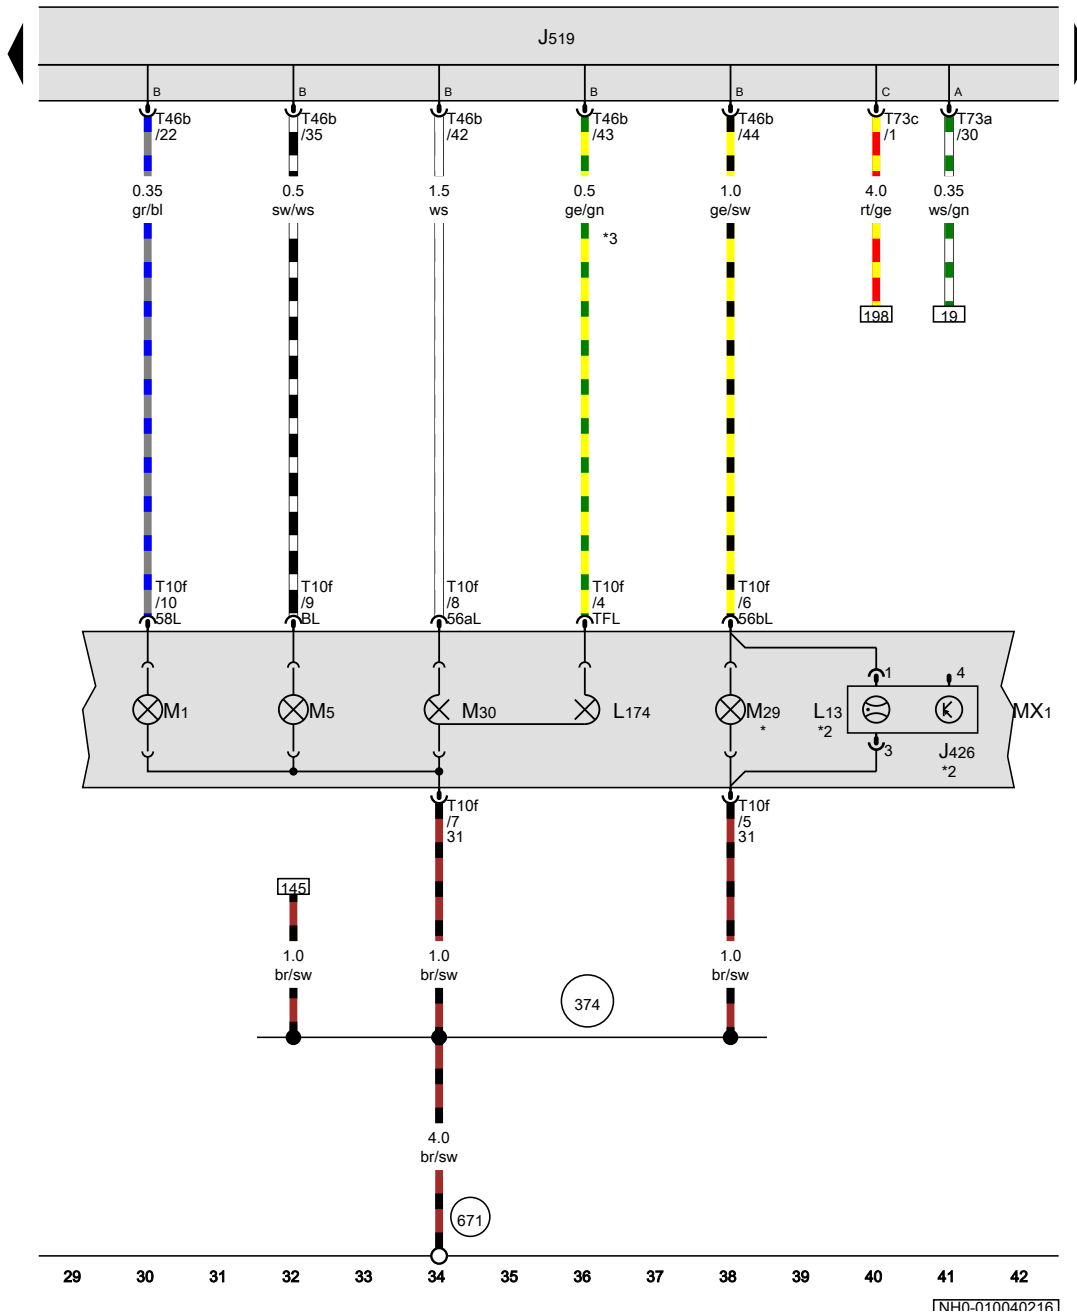 J519
B B B B B C A
T46b T46b T46b T46b T46b T73c T73a
/22 /35 /42 /43 /44 /1 /30
0.35 0.5 1.5 0.5 1.0 4.0 0.35
gr/bl sw/ws ws ge/gn ge/sw rt/ge ws/gn
*3
198 19
T10f T10f T10f T10f T10f
/10 /9 /8 /4 /6
58L BL 56aL TFL 56bL
1 4
M1 M5 M30 L174 M29 L13 MX1
* *2
3 J426
*2
T10f T10f
/7 /5
31 31
145
1.0 1.0 1.0
br/sw br/sw br/sw
374
4.0
br/sw
671
29 30 31 32 33 34 35 36 37 38 39 40 41 42
NH0-010040216